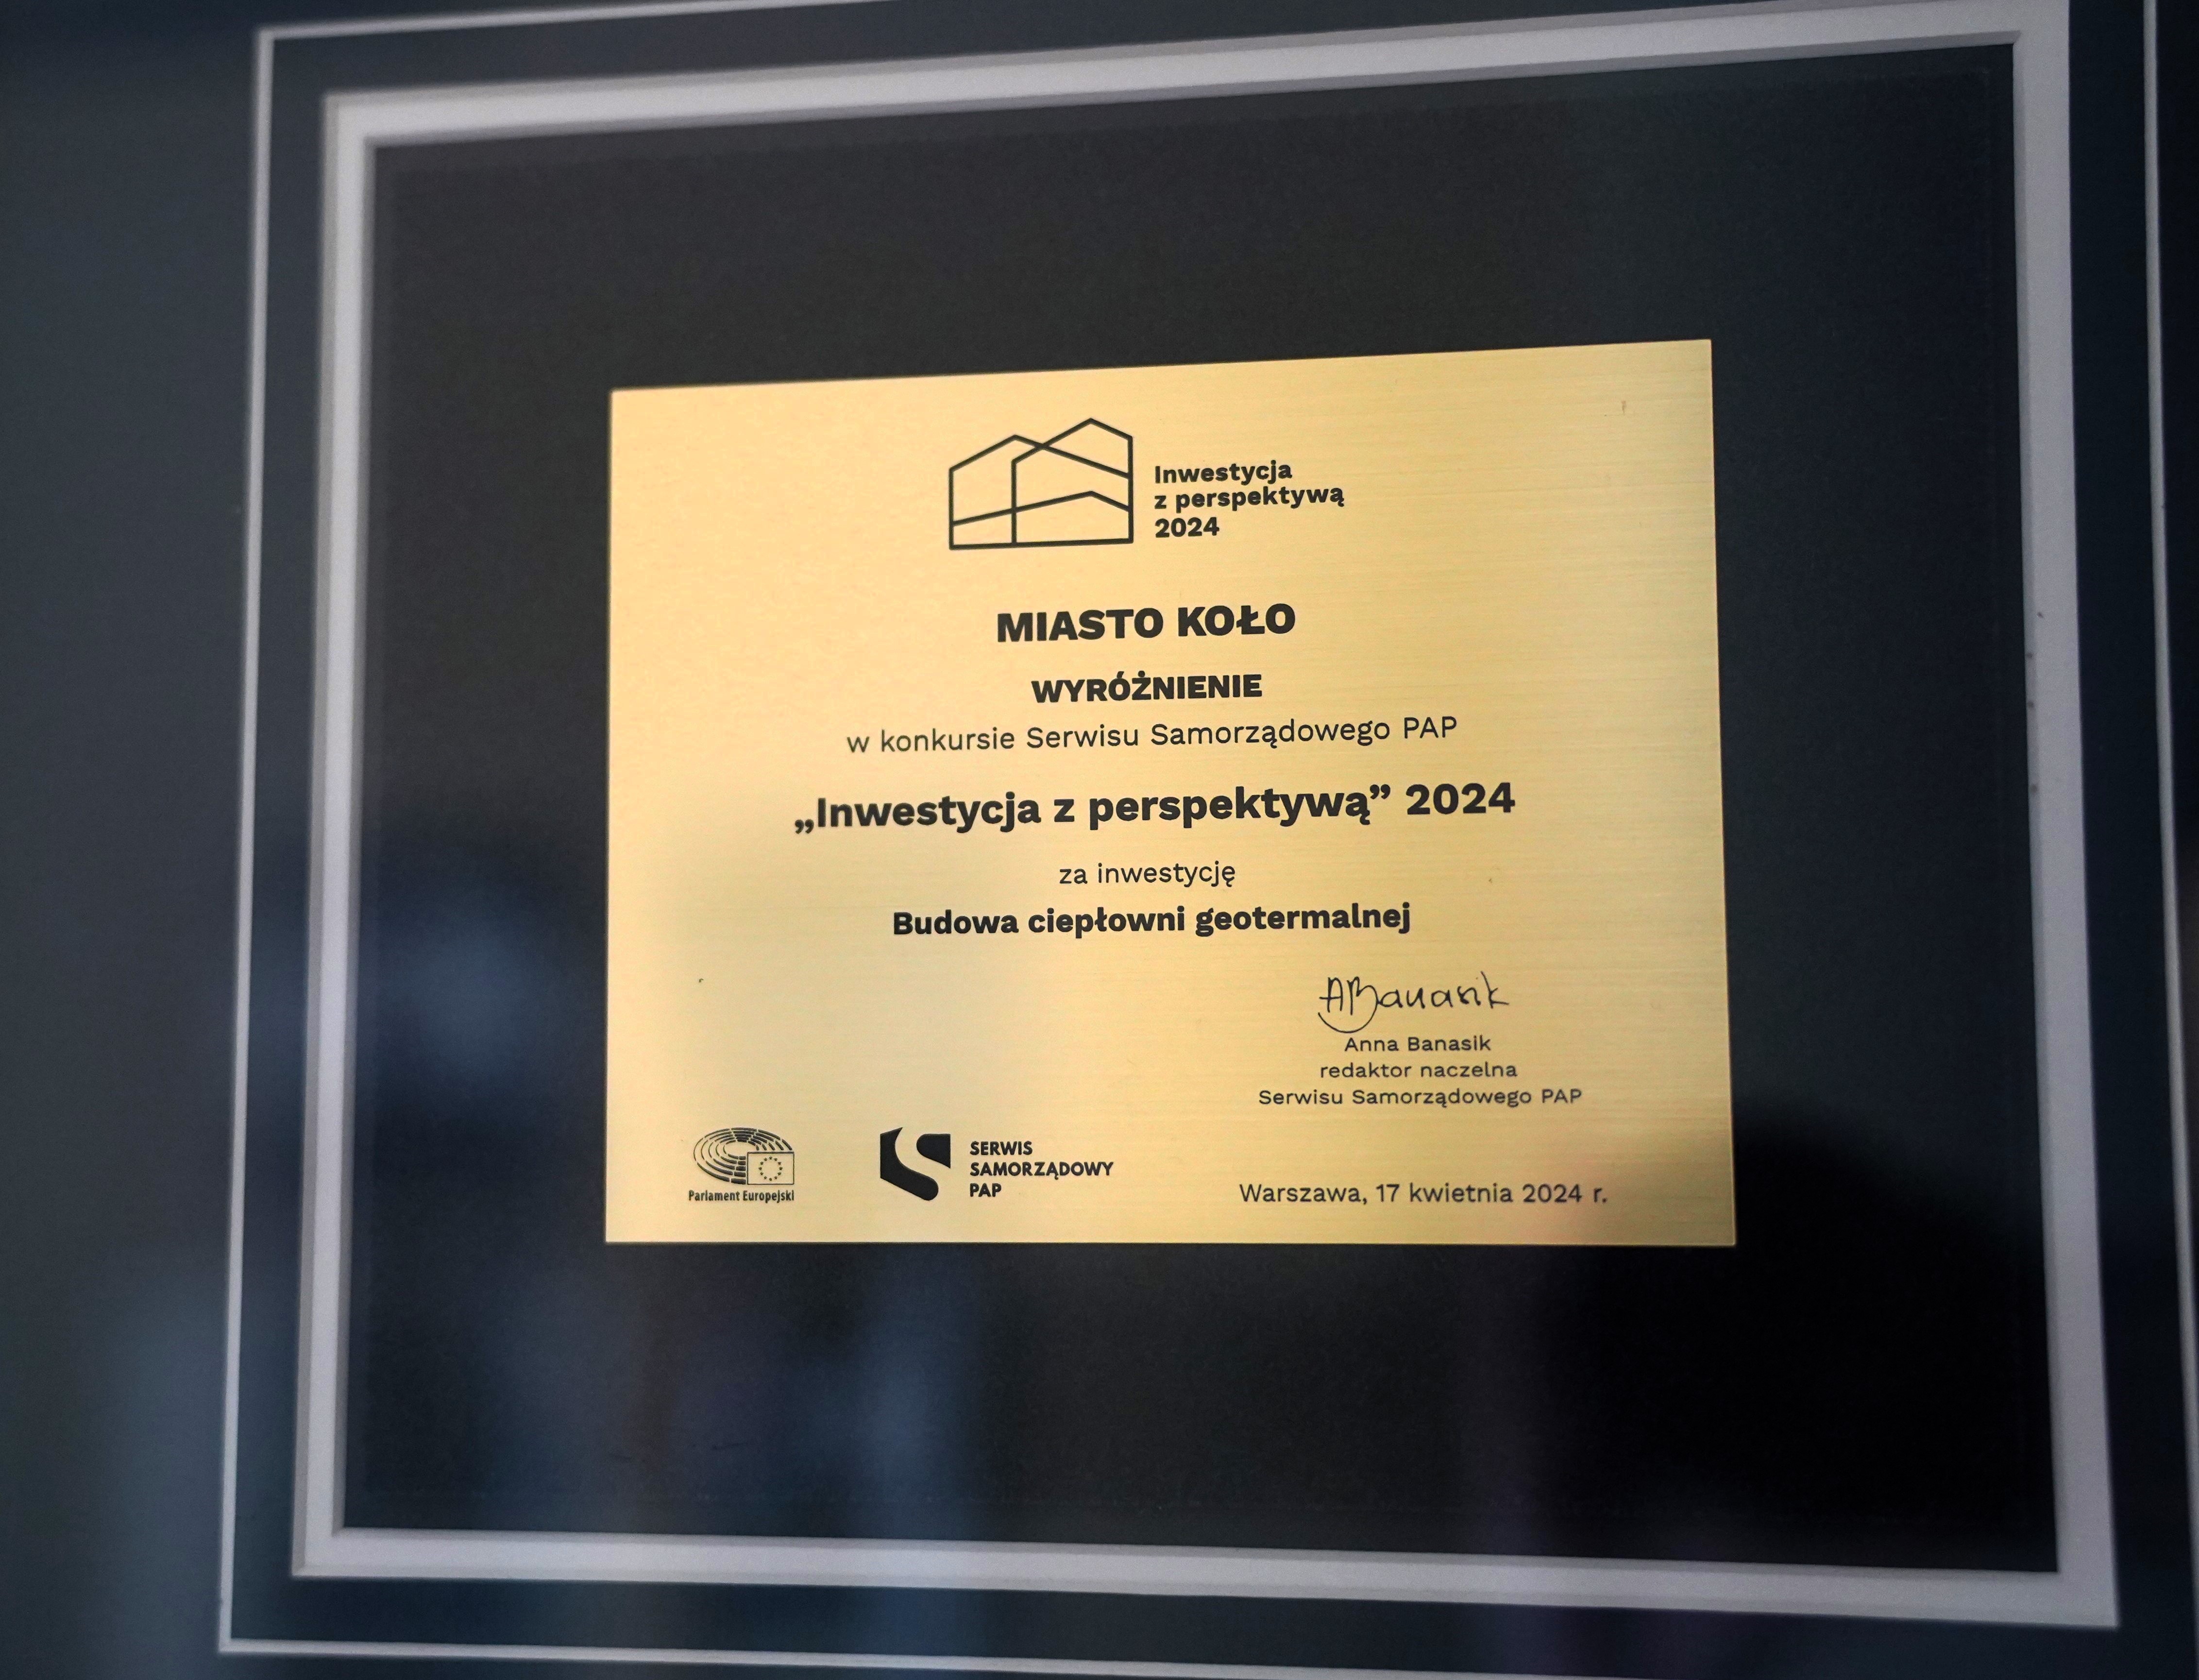 Inwestycja
z perspektywą
2024
MIASTO KOŁO
WYRÓŻNIENIE
w konkursie Serwisu Samorządowego PAP
„Inwestycja z perspektywą” 2024
za inwestycję
Budowa ciepłowni geotermalnej
ABanasik
Anna Banasik
redaktor naczelna
Serwisu Samorządowego PAP
Parlament Europejski
SERWIS
SAMORZĄDOWY
PAP
Warszawa, 17 kwietnia 2024 r.